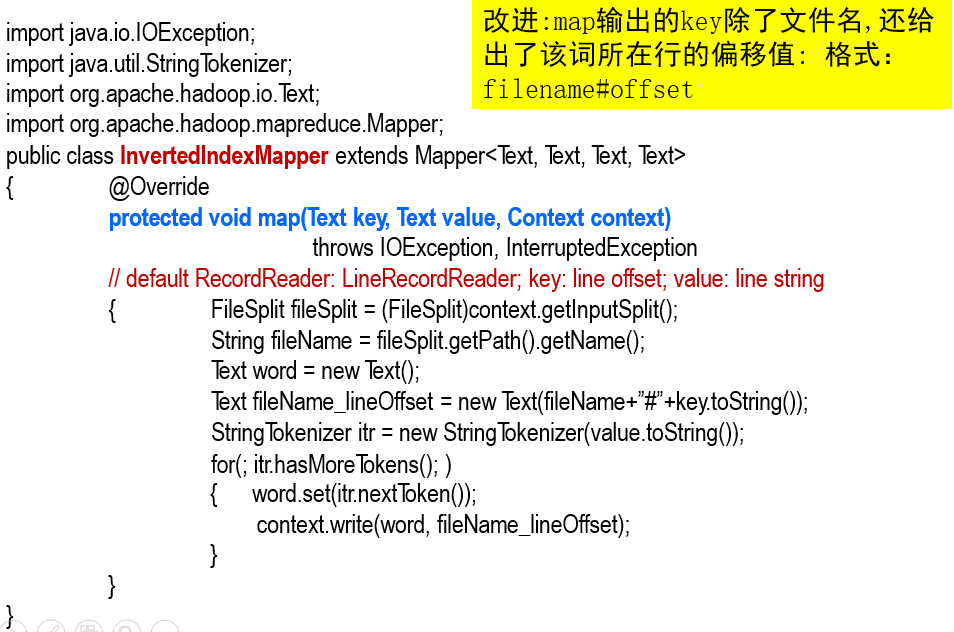 改进:map输出的key除了文件名,还给
出了该词所在行的偏移值: 格式:
filename#offset
import java.io.IOException;
import java.util.StringTokenizer;
import org.apache.hadoop.io.Text;
import org.apache.hadoop.mapreduce.Mapper;
public class InvertedIndexMapper extends Mapper<Text, Text, Text, Text>
{ @Override
protected void map(Text key, Text value, Context context)
throws IOException, InterruptedException
// default RecordReader: LineRecordReader; key: line offset; value: line string
{ FileSplit fileSplit = (FileSplit)context.getInputSplit();
String fileName = fileSplit.getPath().getName();
Text word = new Text();
Text fileName_lineOffset = new Text(fileName+”#”+key.toString());
StringTokenizer itr = new StringTokenizer(value.toString());
for(; itr.hasMoreTokens(); )
{ word.set(itr.nextToken());
context.write(word, fileName_lineOffset);
}
}
}